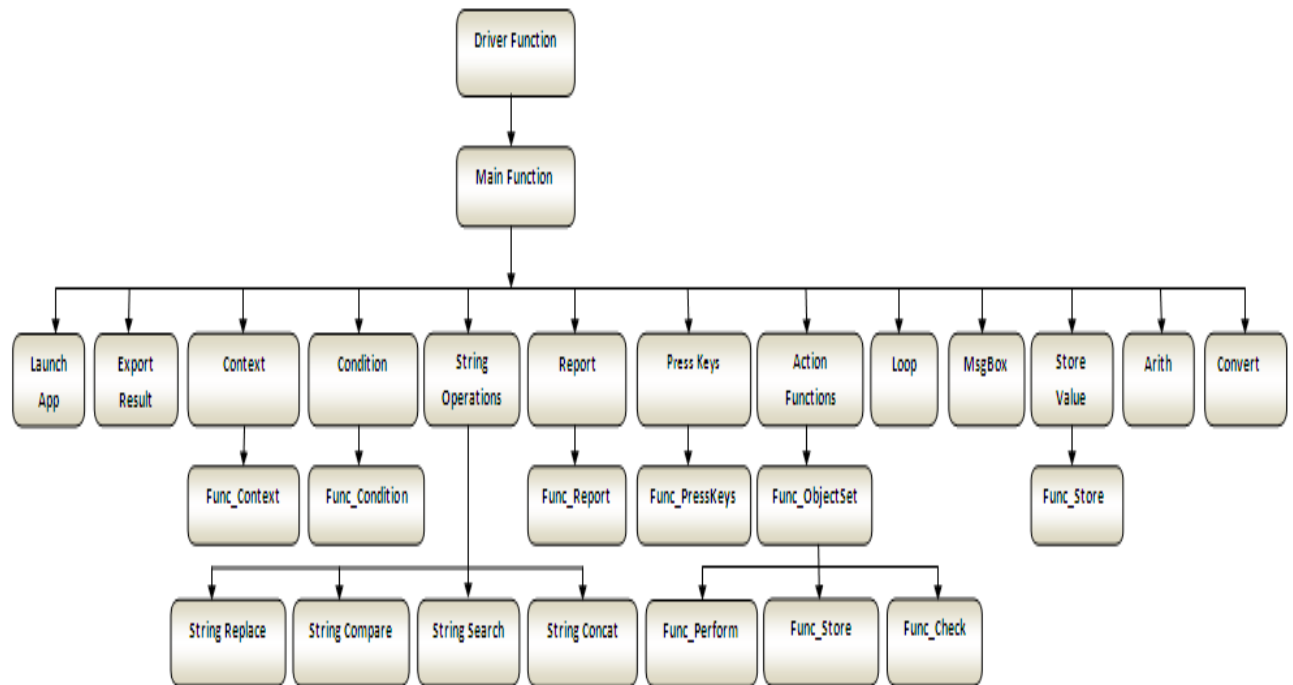 Driver Function
Main Function
Launch
App
Export
Result
Context
Condition
String
Operations
Report
Press Keys
Action
Functions
Loop
MsgBox
Store
Value
Arith
Convert
Func_Context
Func_Condition
Func_Report
Func_PressKeys
Func_ObjectSet
Func_Store
String Replace
String Compare
String Search
String Concat
Func_Perform
Func_Store
Func_Check